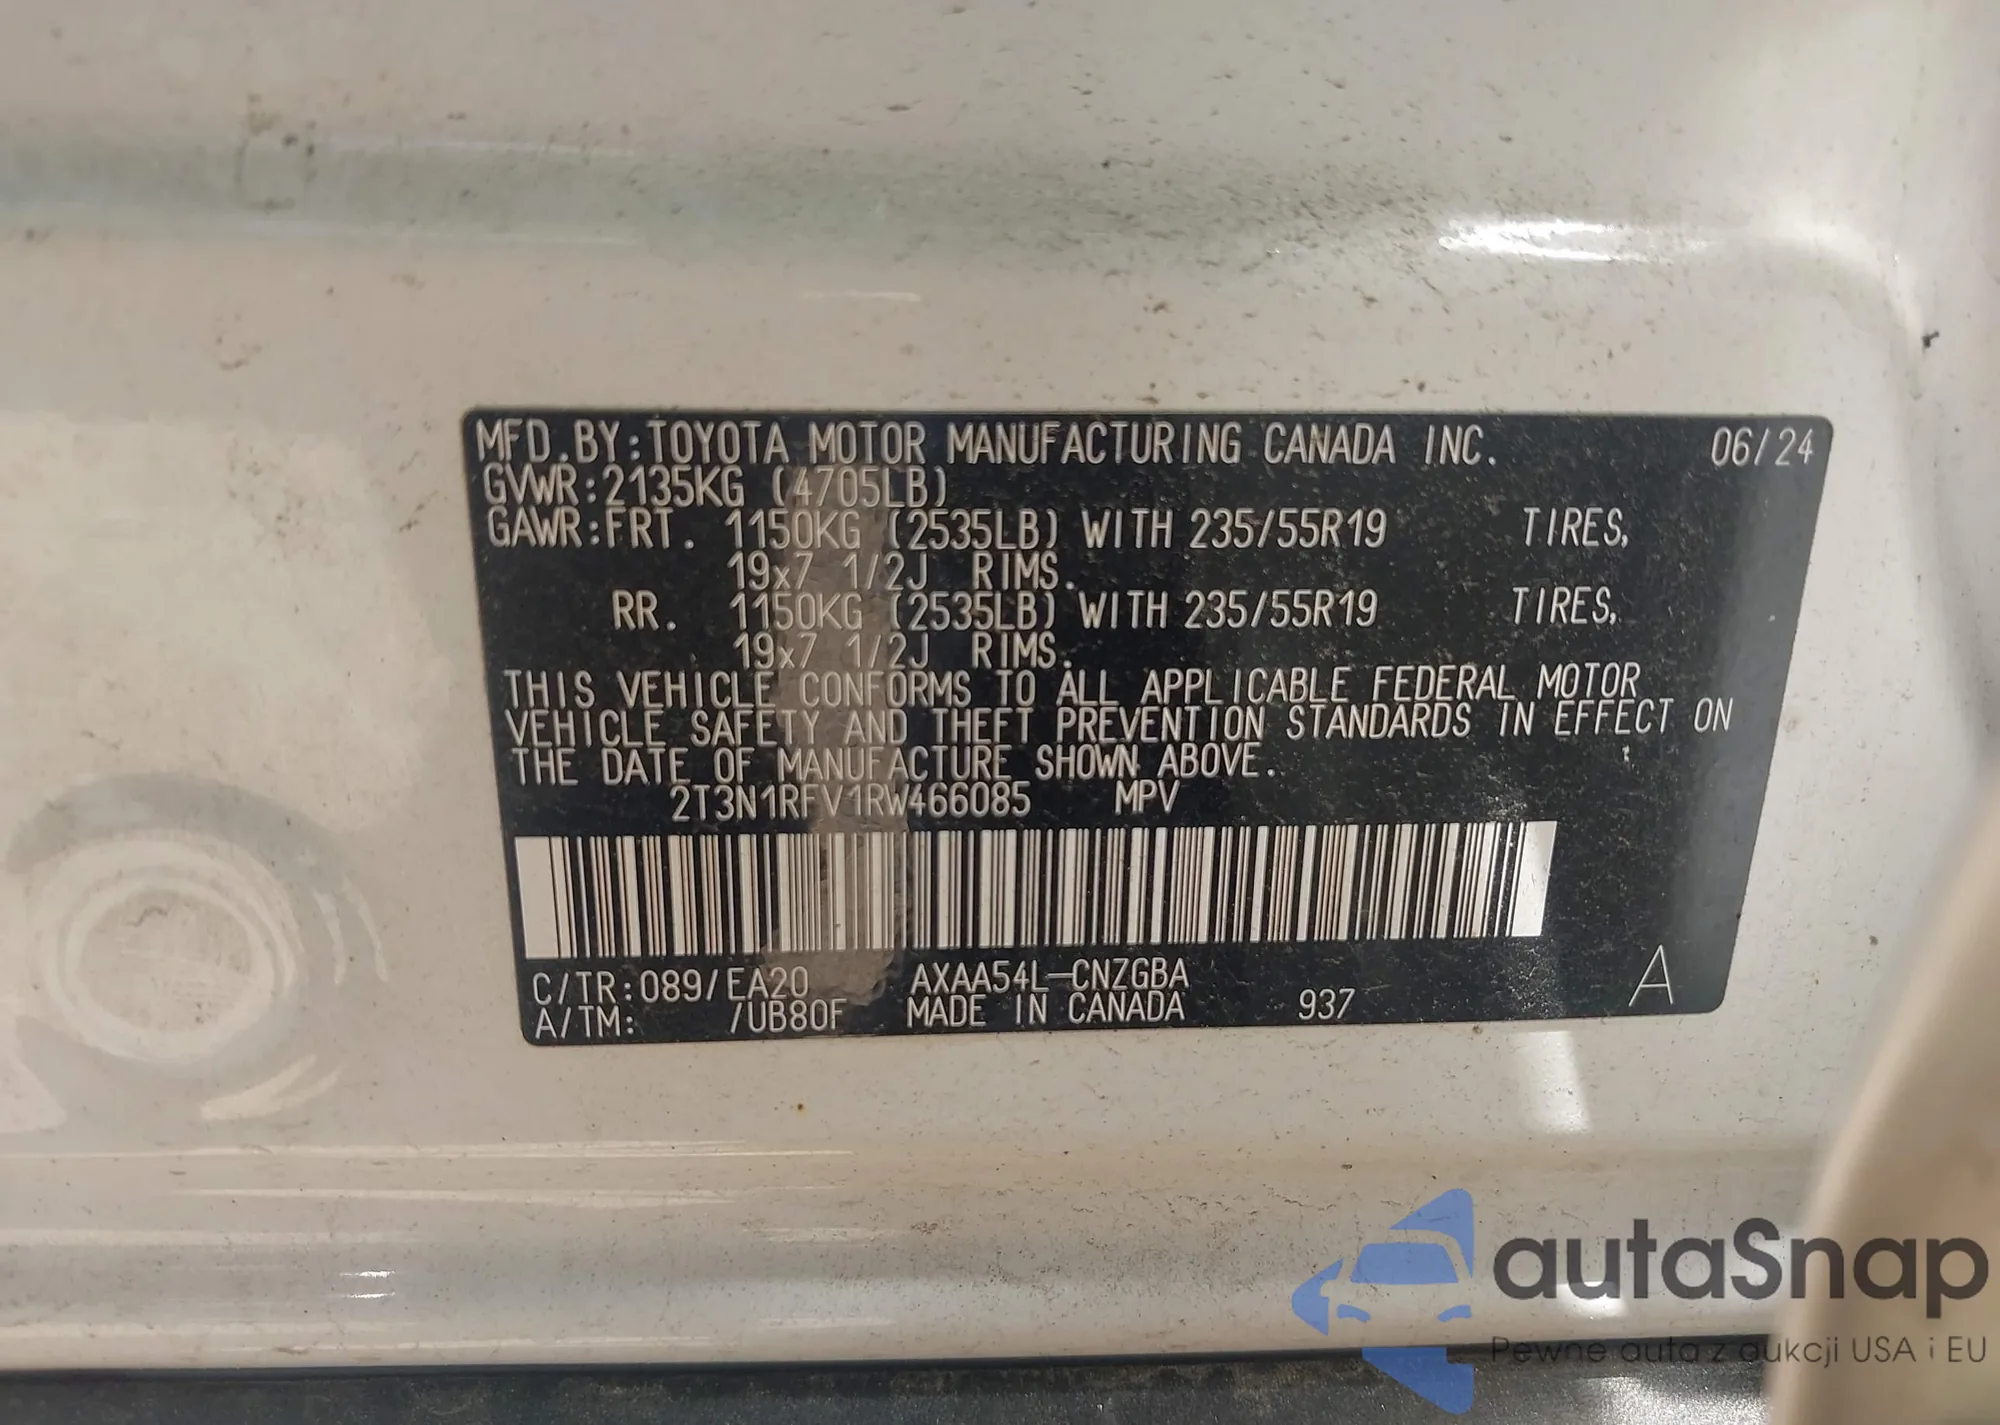 MFD.BY:TOYOTA MOTOR MANUFACTURING CANADA INC. 06/24
GVWR:2135KG (4705LB)
GAWR:FRT. 1150KG (2535LB) WITH 235/55R19 TIRES,
19x7 1/2J RIMS.
RR. 1150KG (2535LB) WITH 235/55R19 TIRES,
19x7 1/2J RIMS.
THIS VEHICLE CONFORMS TO ALL APPLICABLE FEDERAL MOTOR
VEHICLE SAFETY AND THEFT PREVENTION STANDARDS IN EFFECT ON
THE DATE OF MANUFACTURE SHOWN ABOVE.
2T3N1RFV1RW466085 MPV
C/TR:089/EA20 AXAA54L-CNZGBA
A/TM: /UB80F MADE IN CANADA 937 A
autaSnap
Pewne auta z aukcji USA i EU